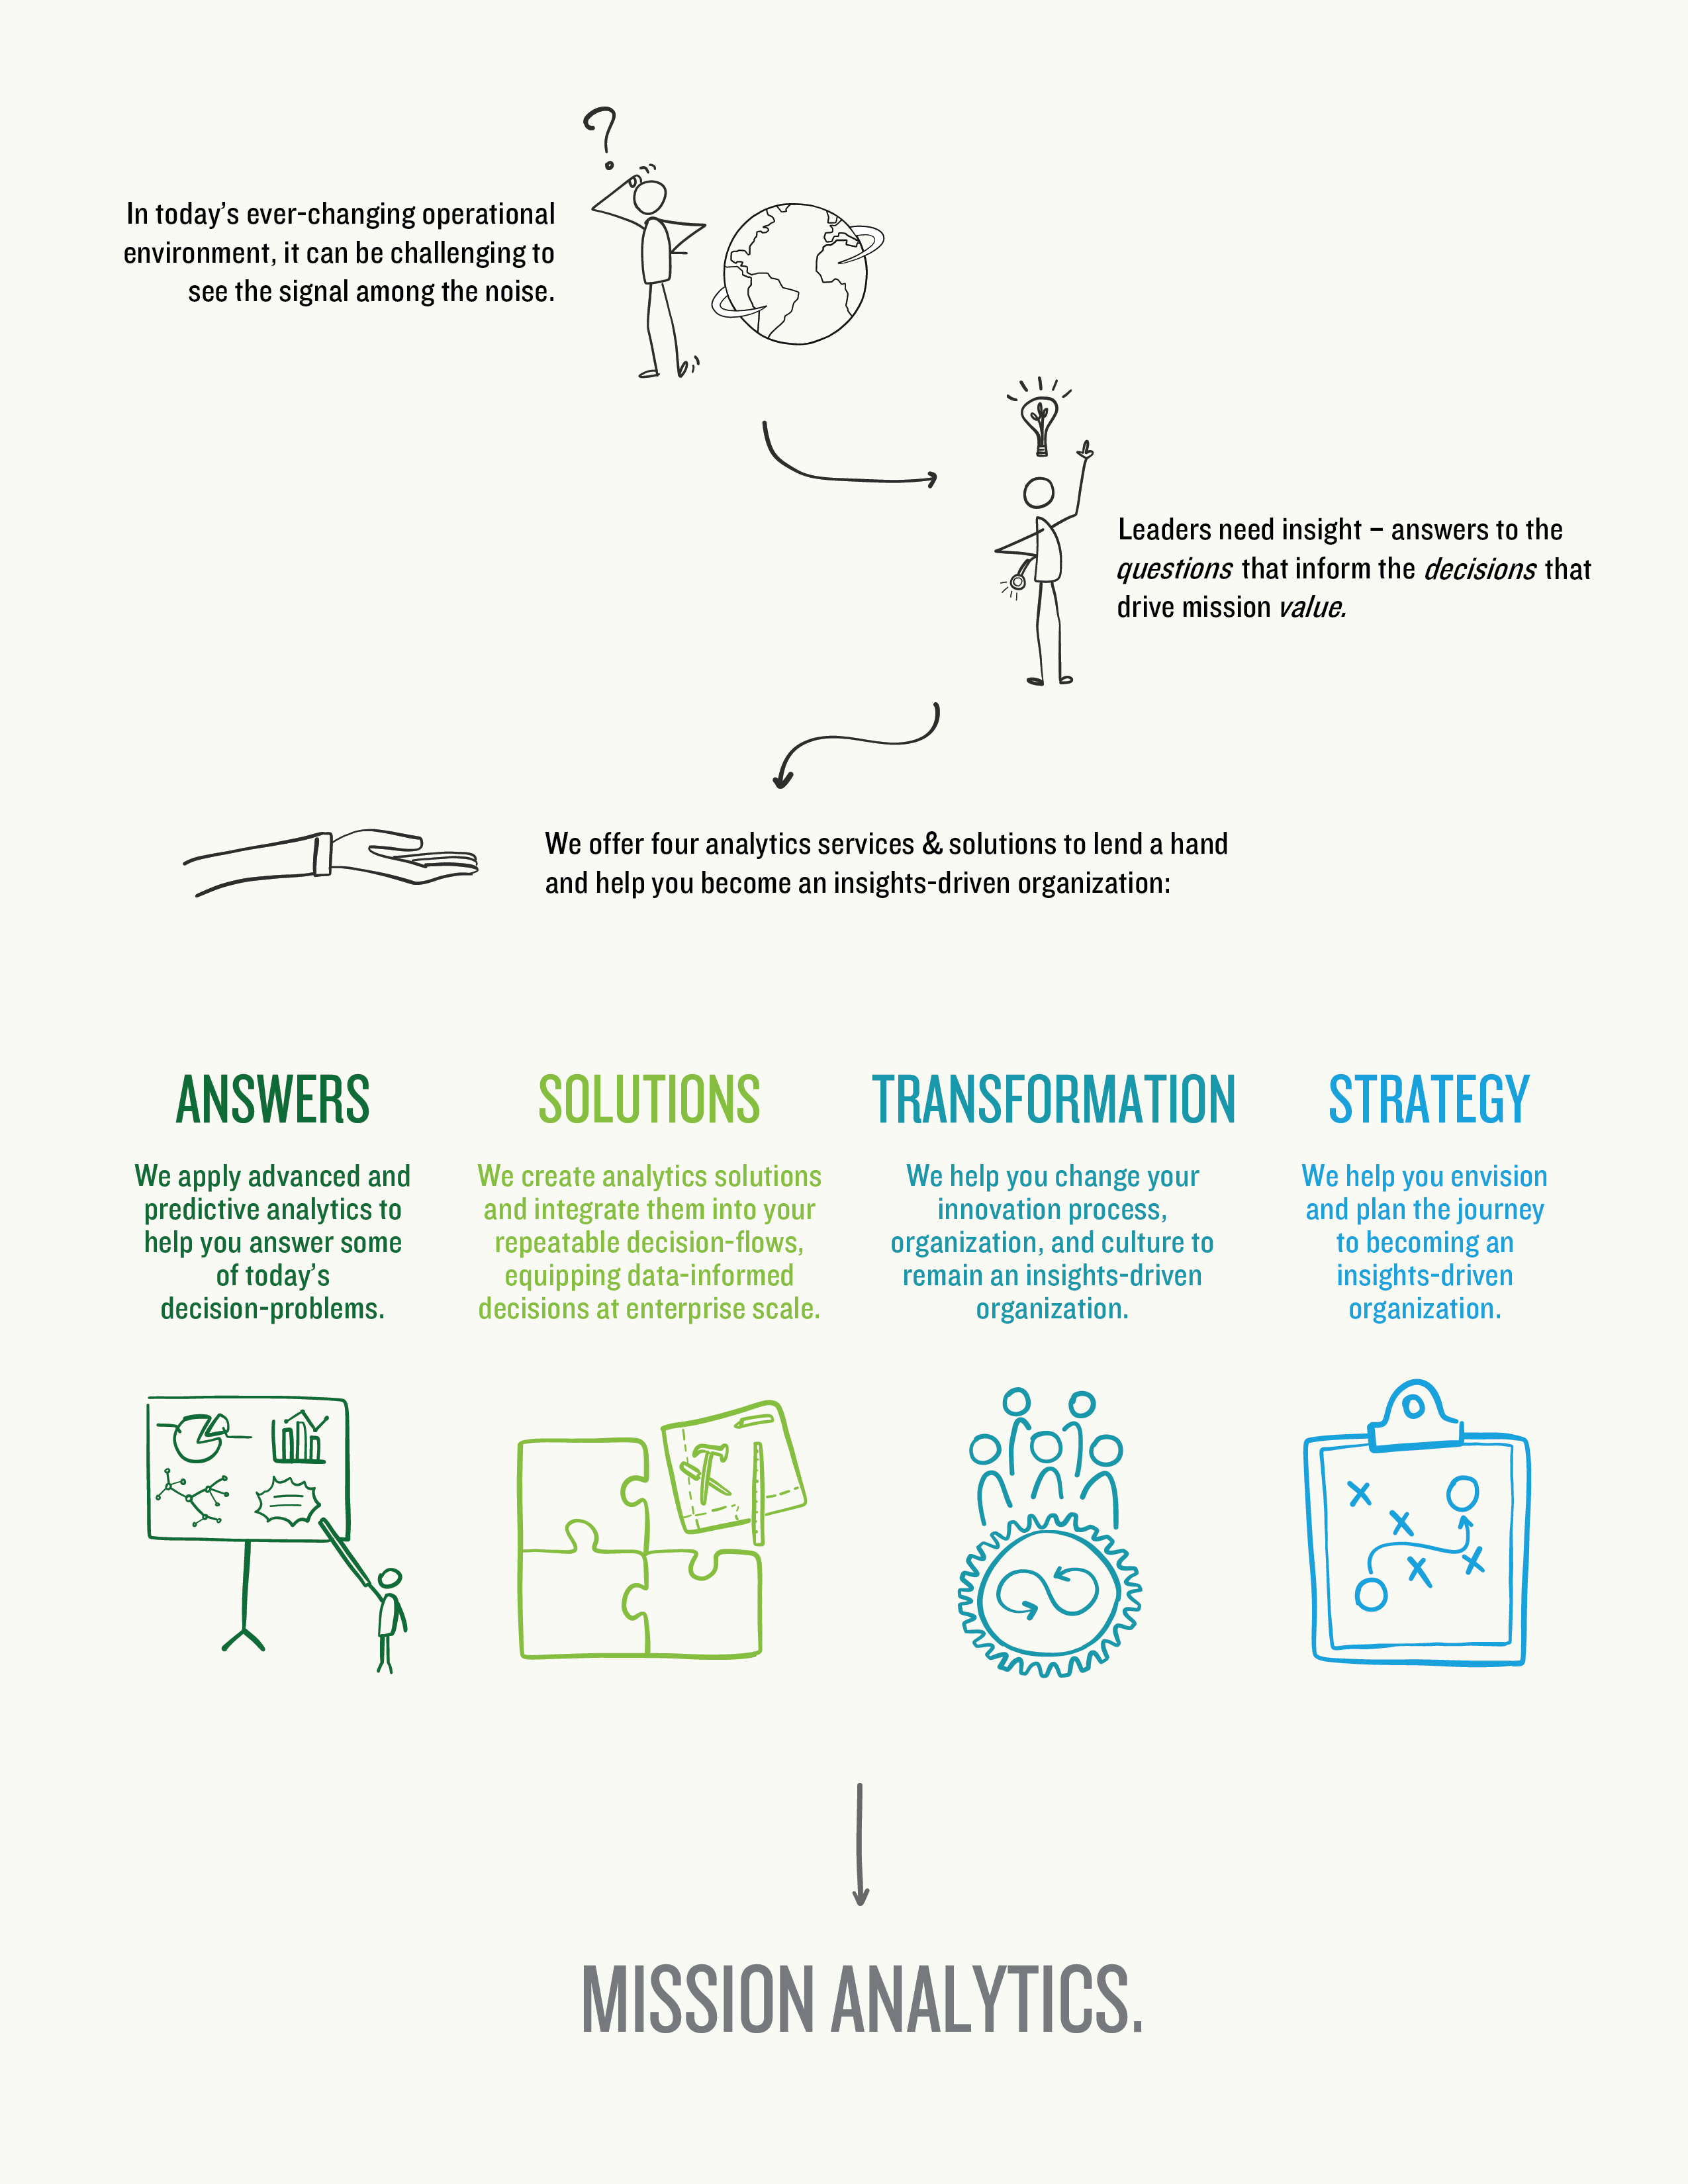 ?
In today's ever-changing operational
environment, it can be challenging to
see the signal among the noise.
Leaders need insight – answers to the
questions that inform the decisions that
drive mission value.
We offer four analytics services & solutions to lend a hand
and help you become an insights-driven organization:
ANSWERS
We apply advanced and
predictive analytics to
help you answer some
of today's
decision-problems.
SOLUTIONS
We create analytics solutions
and integrate them into your
repeatable decision-flows,
equipping data-informed
decisions at enterprise scale.
TRANSFORMATION
We help you change your
innovation process,
organization, and culture to
remain an insights-driven
organization.
STRATEGY
We help you envision
and plan the journey
to becoming an
insights-driven
organization.
MISSION ANALYTICS.